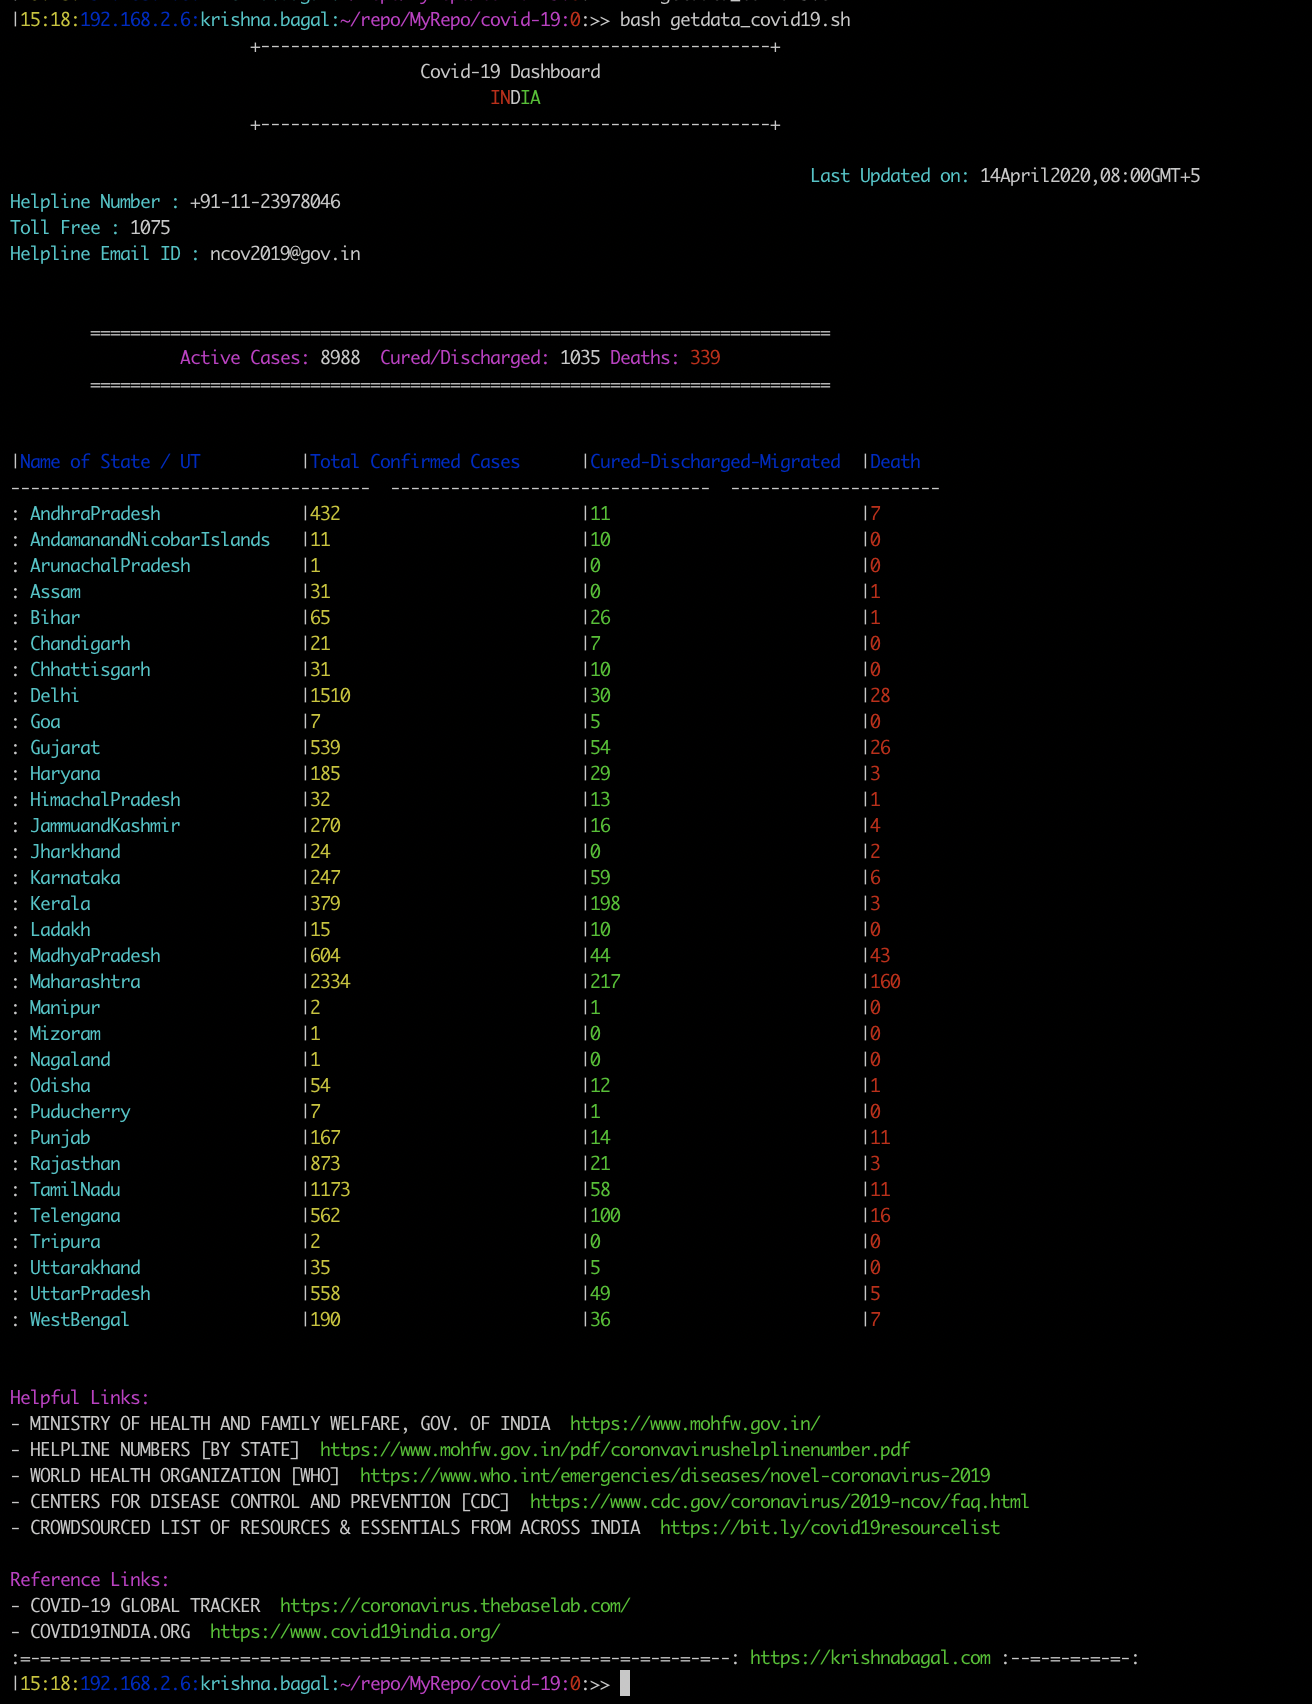 |15:18:192.168.2.6:krishna.bagal:~/repo/MyRepo/covid-19:0:>> bash getdata_covid19.sh
+---------------------------------------------------+
Covid-19 Dashboard
INDIA
+---------------------------------------------------+
Last Updated on: 14April2020,08:00GMT+5
Helpline Number : +91-11-23978046
Toll Free : 1075
Helpline Email ID : ncov2019@gov.in
==========================================================================
Active Cases: 8988  Cured/Discharged: 1035 Deaths: 339
==========================================================================
|Name of State / UT |Total Confirmed Cases |Cured-Discharged-Migrated |Death
------------------------------------  --------------------------------  ---------------------
: AndhraPradesh |432 |11 |7
: AndamanandNicobarIslands |11 |10 |0
: ArunachalPradesh |1 |0 |0
: Assam |31 |0 |1
: Bihar |65 |26 |1
: Chandigarh |21 |7 |0
: Chhattisgarh |31 |10 |0
: Delhi |1510 |30 |28
: Goa |7 |5 |0
: Gujarat |539 |54 |26
: Haryana |185 |29 |3
: HimachalPradesh |32 |13 |1
: JammuandKashmir |270 |16 |4
: Jharkhand |24 |0 |2
: Karnataka |247 |59 |6
: Kerala |379 |198 |3
: Ladakh |15 |10 |0
: MadhyaPradesh |604 |44 |43
: Maharashtra |2334 |217 |160
: Manipur |2 |1 |0
: Mizoram |1 |0 |0
: Nagaland |1 |0 |0
: Odisha |54 |12 |1
: Puducherry |7 |1 |0
: Punjab |167 |14 |11
: Rajasthan |873 |21 |3
: TamilNadu |1173 |58 |11
: Telengana |562 |100 |16
: Tripura |2 |0 |0
: Uttarakhand |35 |5 |0
: UttarPradesh |558 |49 |5
: WestBengal |190 |36 |7
Helpful Links:
- MINISTRY OF HEALTH AND FAMILY WELFARE, GOV. OF INDIA  https://www.mohfw.gov.in/
- HELPLINE NUMBERS [BY STATE]  https://www.mohfw.gov.in/pdf/coronvavirushelplinenumber.pdf
- WORLD HEALTH ORGANIZATION [WHO]  https://www.who.int/emergencies/diseases/novel-coronavirus-2019
- CENTERS FOR DISEASE CONTROL AND PREVENTION [CDC]  https://www.cdc.gov/coronavirus/2019-ncov/faq.html
- CROWDSOURCED LIST OF RESOURCES & ESSENTIALS FROM ACROSS INDIA  https://bit.ly/covid19resourcelist
Reference Links:
- COVID-19 GLOBAL TRACKER  https://coronavirus.thebaselab.com/
- COVID19INDIA.ORG  https://www.covid19india.org/
:=-=-=-=-=-=-=-=-=-=-=-=-=-=-=-=-=-=-=-=-=-=-=-=-=-=-=-=-=-=-=-=-=-=-=--: https://krishnabagal.com :--=-=-=-=-=-:
|15:18:192.168.2.6:krishna.bagal:~/repo/MyRepo/covid-19:0:>>